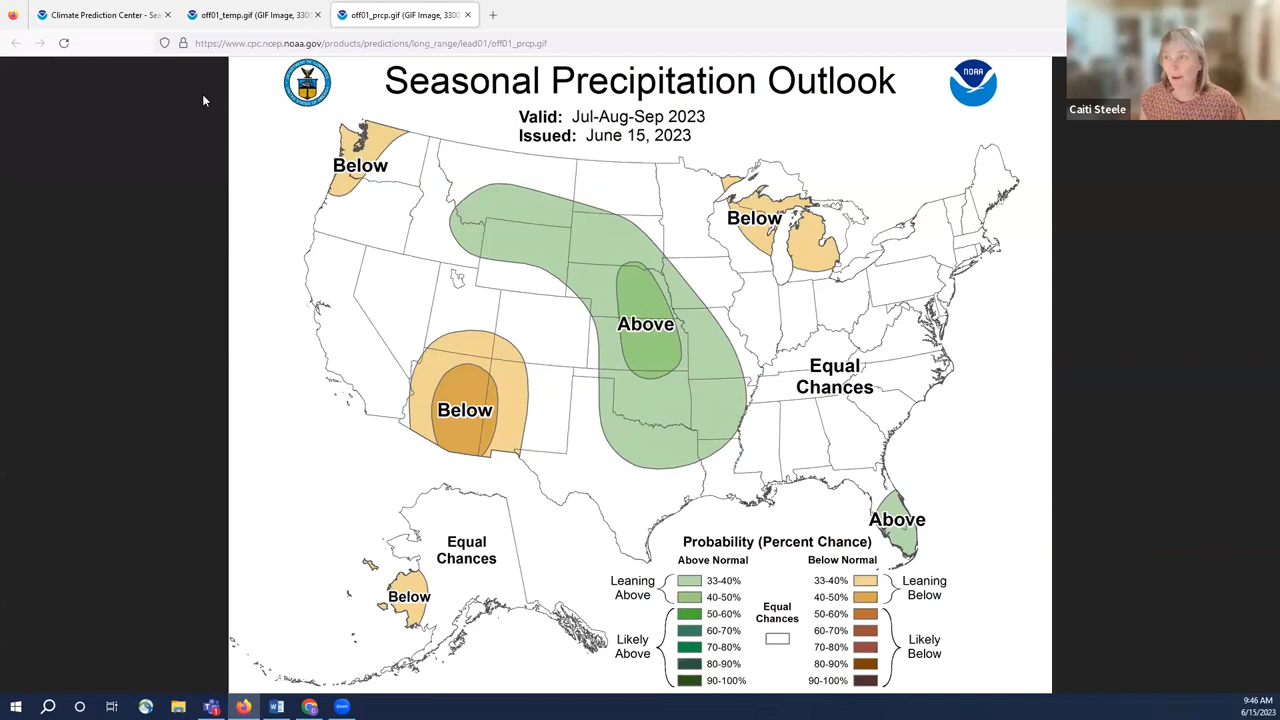 Climate Prediction Center - Sea
off01_temp.gif (GIF Image, 3300
off01_prcp.gif (GIF Image, 3300
https://www.cpc.ncep.noaa.gov/products/predictions/long_range/lead01/off01_prcp.gif
Caiti Steele
NOAA
Seasonal Precipitation Outlook
Valid: Jul-Aug-Sep 2023
Issued: June 15, 2023
Below
Below
Above
Below
Equal
Chances
Above
Equal
Chances
Below
Probability (Percent Chance)
Above Normal
Below Normal
Leaning
Above
33-40%
40-50%
50-60%
60-70%
70-80%
80-90%
90-100%
Likely
Above
Equal
Chances
33-40%
40-50%
50-60%
60-70%
70-80%
80-90%
90-100%
Leaning
Below
Likely
Below
zoom
9:46 AM
6/15/2023